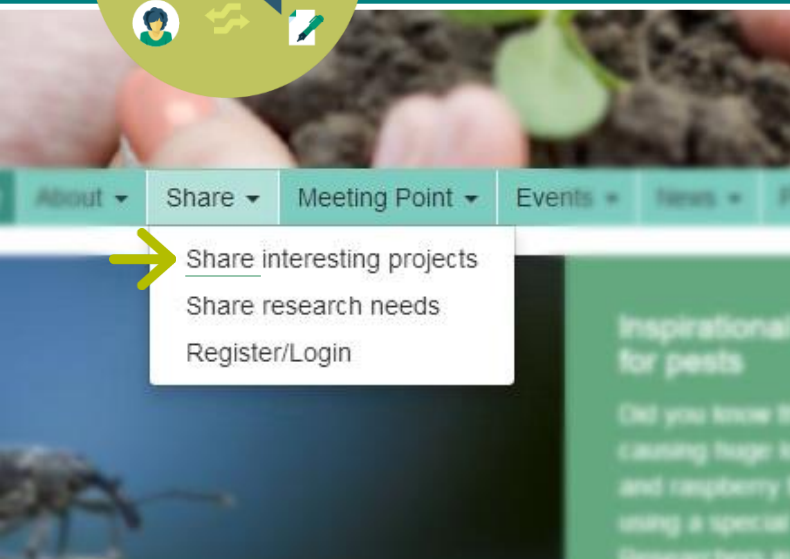 About
Share
Meeting Point
Events
News
Share interesting projects
Share research needs
Register/Login
Inspirational
for pests
Did you know
causing huge
and raspberry
using a special